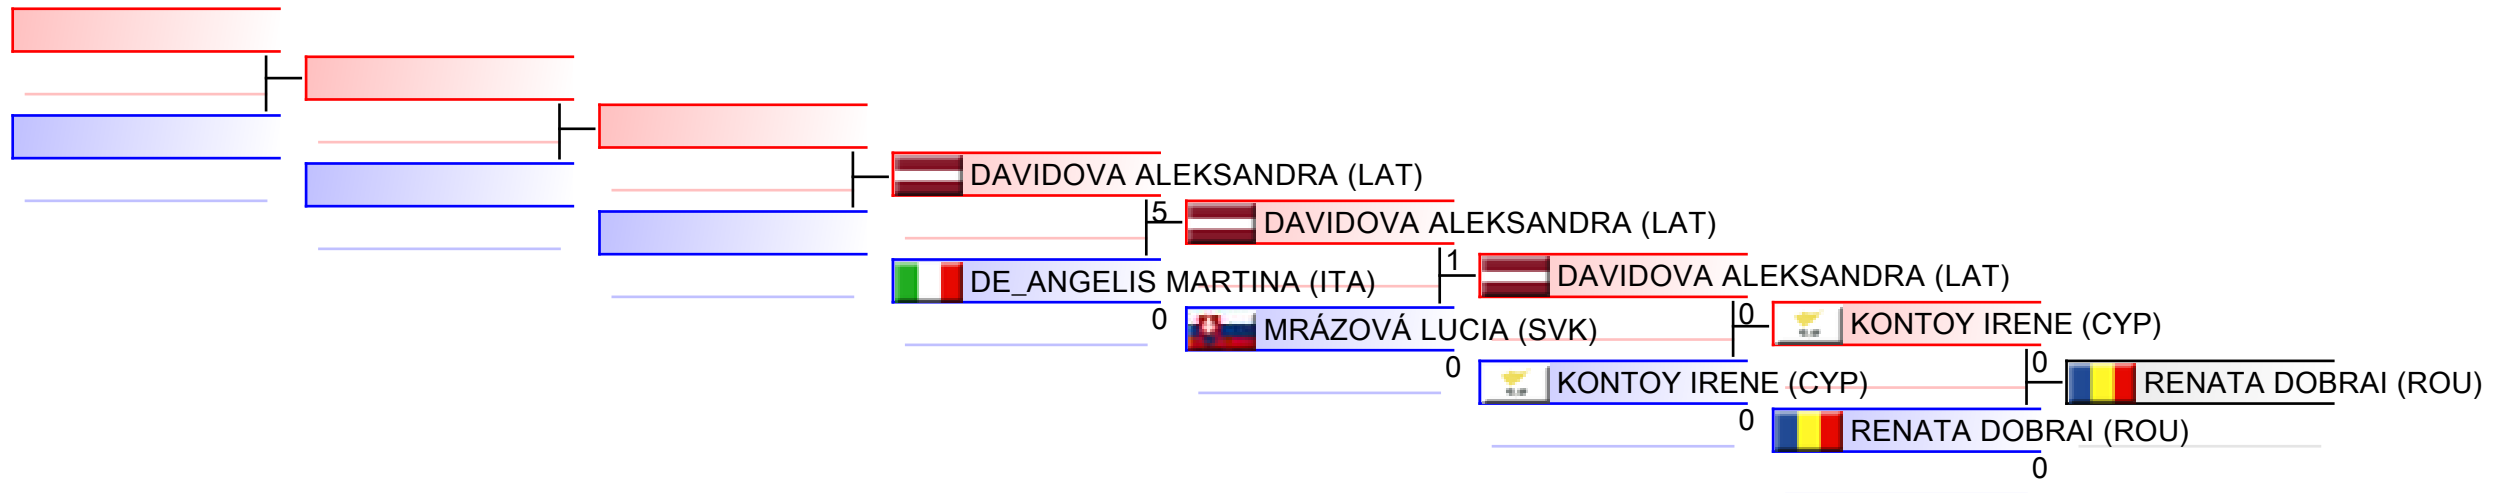 DAVIDOVA ALEKSANDRA (LAT)
5
DAVIDOVA ALEKSANDRA (LAT)
DE_ANGELIS MARTINA (ITA)
0
1
DAVIDOVA ALEKSANDRA (LAT)
MRÁZOVÁ LUCIA (SVK)
0
0
KONTOY IRENE (CYP)
KONTOY IRENE (CYP)
0
0
RENATA DOBRAI (ROU)
RENATA DOBRAI (ROU)
0